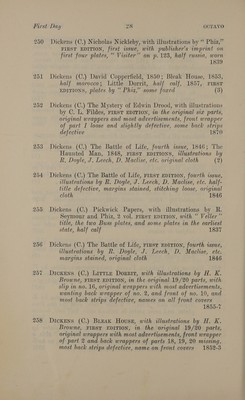 First Day 28 OCTAVO
250 Dickens (C.) Nicholas Nickleby, with illustrations by “ Phiz,”
FIRST EDITION, first issue, with publisher's imprint on
first four plates, “ Visiter ” on p. 123, half russia, worn
1839
251 Dickens (C.) David Copperfield, 1850; Bleak House, 1853,
half morocco; Little Dorrit, half calf, 1857, FIRST
EDITIONS, plates by “ Phiz,” some foxed (3)
252 Dickens (C.) The Mystery of Edwin Drood, with illustrations
by C. L. Fildes, FIRST EDITION, in the original six parts,
original wrappers and most advertisements, front wrapper
of part 1 loose and slightly defective, some back strips
defective 1870
253 Dickens (C.) The Battle of Life, fourth issue, 1846; The
Haunted Man, 1848, FIRST EDITIONS, illustrations by
R. Doyle, J. Leech, D. Maclise, etc. original cloth (2)
254 Dickens (C.) The Battle of Life, FIRST EDITION, fourth issue,
illustrations by R. Doyle, J. Leech, D. Maclise, etc. half-
title defective, margins stained, stitching loose, original
cloth 1846
255 Dickens (C.) Pickwick Papers, with illustrations by R.
Seymour and Phiz, 2 vol. FIRST EDITION, with “ Veller ”
title, the two Buss plates, and some plates in the earliest
state, half calf 1837
256 Dickens (C.) The Battle of Life, FIRST EDITION, fourth issue,
illustrations by R. Doyle, J. Leech, D. Maclise, etc.
margins stained, original cloth 1846
257 DICKENS (C.) LITTLE DORRIT, with illustrations by H. K.
Browne, FIRST EDITION, in the original 19/20 parts, with
slip in no. 16, original wrappers with most advertisements,
wanting back wrapper of no. 2, and front of no. 10, and
most back strips defective, names on all front covers
1855-7
258 DICKENS (C.) BLEAK HOUSE, with illustrations by H. K.
Browne, FIRST EDITION, in the original 19/20 parts,
original wrappers with most advertisements, front wrapper
of part 2 and back wrappers of parts 18, 19, 20 missing,
most back strips defective, name on front covers 1852-3